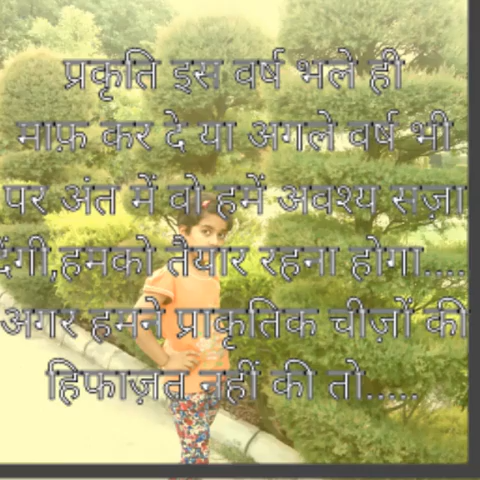 प्रकृति इस वर्ष भले ही
माफ़ कर दे या अगले वर्ष भी
पर अंत में वो हमें अवश्य सज़ा
देंगी,हमको तैयार रहना होगा....
अगर हमने प्राकृतिक चीज़ों की
हिफाज़त नहीं की तो.....